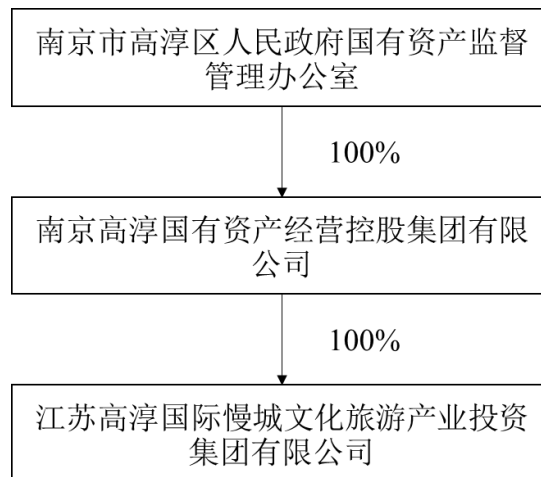 南京市高淳区人民政府国有资产监督
管理办公室
100%
南京高淳国有资产经营控股集团有限
公司
100%
江苏高淳国际慢城文化旅游产业投资
集团有限公司